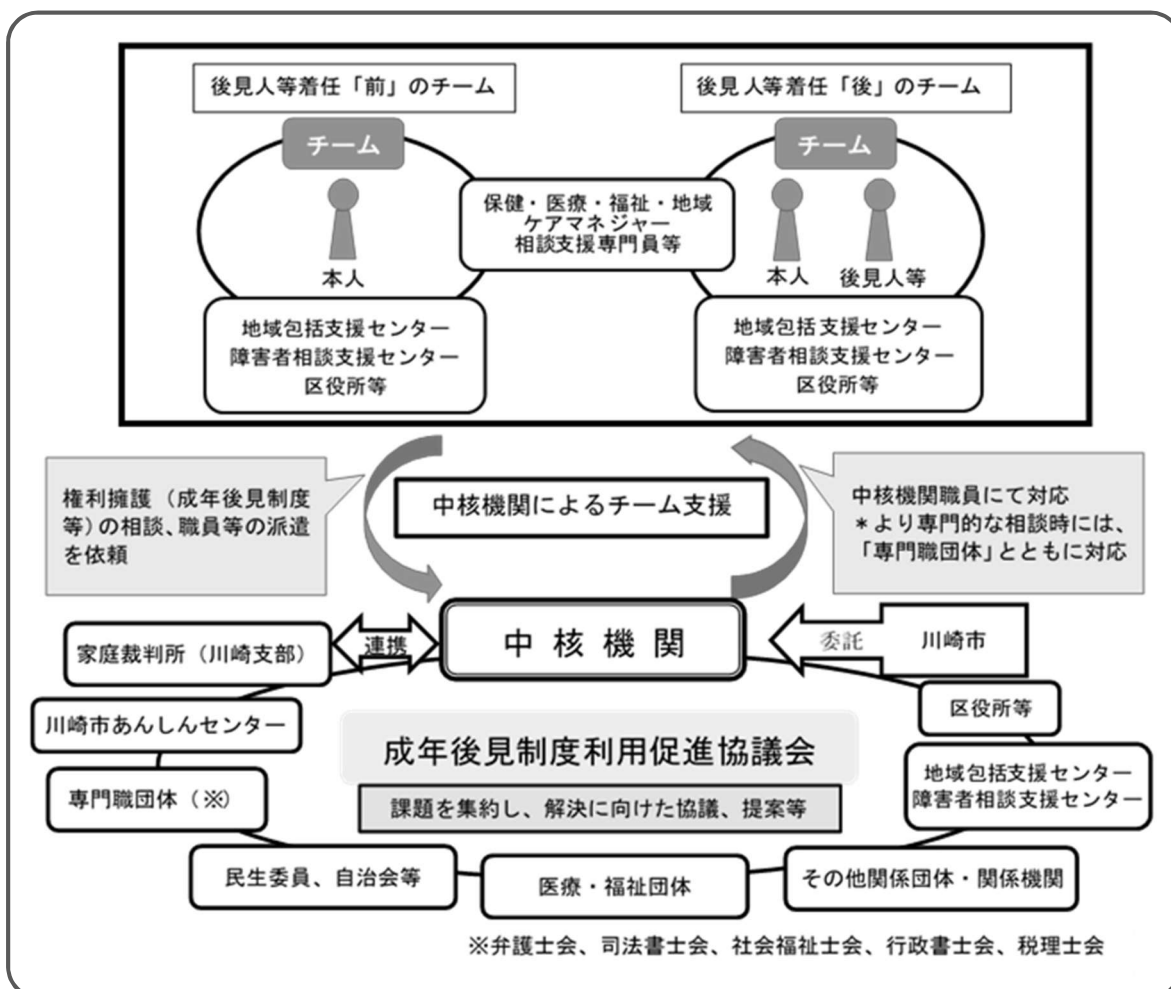 後見人等着任「前」のチーム
チーム
本人
地域包括支援センター
障害者相談支援センター
区役所等
保健・医療・福祉・地域
ケアマネジャー
相談支援専門員等
後見人等着任「後」のチーム
チーム
本人
後見人等
地域包括支援センター
障害者相談支援センター
区役所等
権利擁護（成年後見制度
等）の相談、職員等の派遣
を依頼
中核機関によるチーム支援
中核機関職員にて対応
＊より専門的な相談時には、
「専門職団体」とともに対応
家庭裁判所（川崎支部）
連携
中核機関
委託
川崎市
川崎市あんしんセンター
区役所等
成年後見制度利用促進協議会
専門職団体（※）
課題を集約し、解決に向けた協議、提案等
地域包括支援センター
障害者相談支援センター
民生委員、自治会等
医療・福祉団体
その他関係団体・関係機関
※弁護士会、司法書士会、社会福祉士会、行政書士会、税理士会